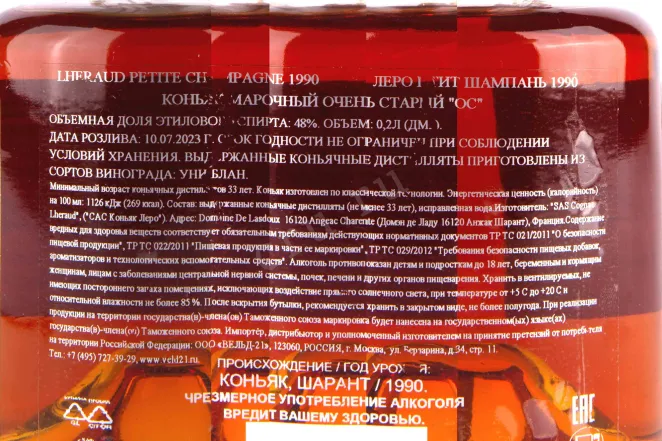 LHERAUD PETITE CHAMPAGNE 1990 ЛЕРО ПТИТ ШАМПАНЬ 1990
КОНЬЯК МАРОЧНЫЙ ОЧЕНЬ СТАРЫЙ "ОС"
ОБЪЕМНАЯ ДОЛЯ ЭТИЛОВОГО СПИРТА: 48%. ОБЪЕМ: 0,2Л (ДМ³).
ДАТА РОЗЛИВА: 10.07.2023 Г. СРОК ГОДНОСТИ НЕ ОГРАНИЧЕН ПРИ СОБЛЮДЕНИИ
УСЛОВИЙ ХРАНЕНИЯ. ВЫДЕРЖАННЫЕ КОНЬЯЧНЫЕ ДИСТИЛЛЯТЫ ПРИГОТОВЛЕНЫ ИЗ
СОРТОВ ВИНОГРАДА: УНИ БЛАН.
Минимальный возраст коньячных дистиллятов 33 лет. Коньяк изготовлен по классической технологии. Энергетическая ценность (калорийность)
на 100 мл: 1126 кДж (269 ккал). Состав: выдержанные коньячные дистилляты (не менее 33 лет), исправленная вода.Изготовитель: "SAS Cognac
Lheraud", ("САС Коньяк Леро"). Адрес: Domaine De Lasdoux 16120 Angeac Charente (Домэн де Ладу 16120 Анжак Шарант), Франция.Содержание
вредных для здоровья веществ соответствует обязательным требованиям действующих нормативных документов ТР ТС 021/2011 "О безопасности
пищевой продукции", ТР ТС 022/2011 "Пищевая продукция в части ее маркировки", ТР ТС 029/2012 "Требования безопасности пищевых добавок,
ароматизаторов и технологических вспомогательных средств". Алкоголь противопоказан детям и подросткам до 18 лет, беременным и кормящим
женщинам, лицам с заболеваниями центральной нервной системы, почек, печени и других органов пищеварения. Хранить в вентилируемых, не
имеющих постороннего запаха помещениях, исключающих воздействие прямого солнечного света, при температуре от +5 С до +20 С и
относительной влажности не более 85 %. После вскрытия бутылки, рекомендуется хранить в закрытом виде, не более полугода. При реализации
продукции на территории государства(в)-члена(ов) Таможенного союза маркировка будет нанесена на государственном(ых) языке(ах)
государства(в)-члена(ов) Таможенного союза. Импортёр, дистрибьютор и уполномоченный изготовителем на принятие претензий от потребителя
на территории Российской Федерации: ООО «ВЕЛЬД-21», 123060, РОССИЯ, г. Москва, ул. Берзарина, д.34, стр. 11.
Тел.: +7 (495) 727-39-29, www.veld21.ru.
ПРОИСХОЖДЕНИЕ / ГОД УРОЖАЯ:
КОНЬЯК, ШАРАНТ / 1990.
ЧРЕЗМЕРНОЕ УПОТРЕБЛЕНИЕ АЛКОГОЛЯ
ВРЕДИТ ВАШЕМУ ЗДОРОВЬЮ.
GL
EAC